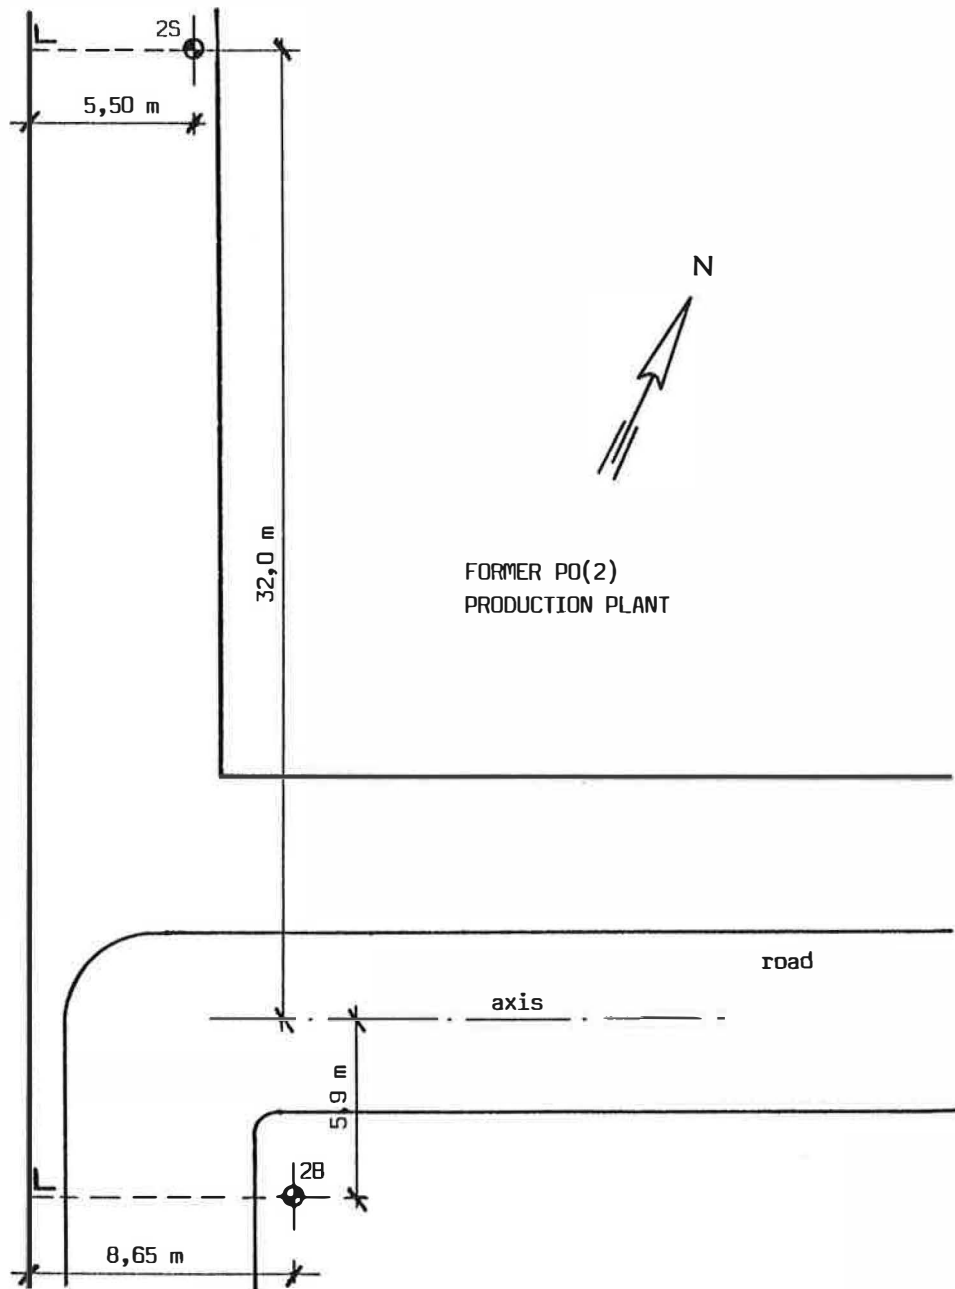 2S
5,50 m
N
32,0 m
FORMER PO(2)
PRODUCTION PLANT
road
axis
5,9 m
2B
8,65 m